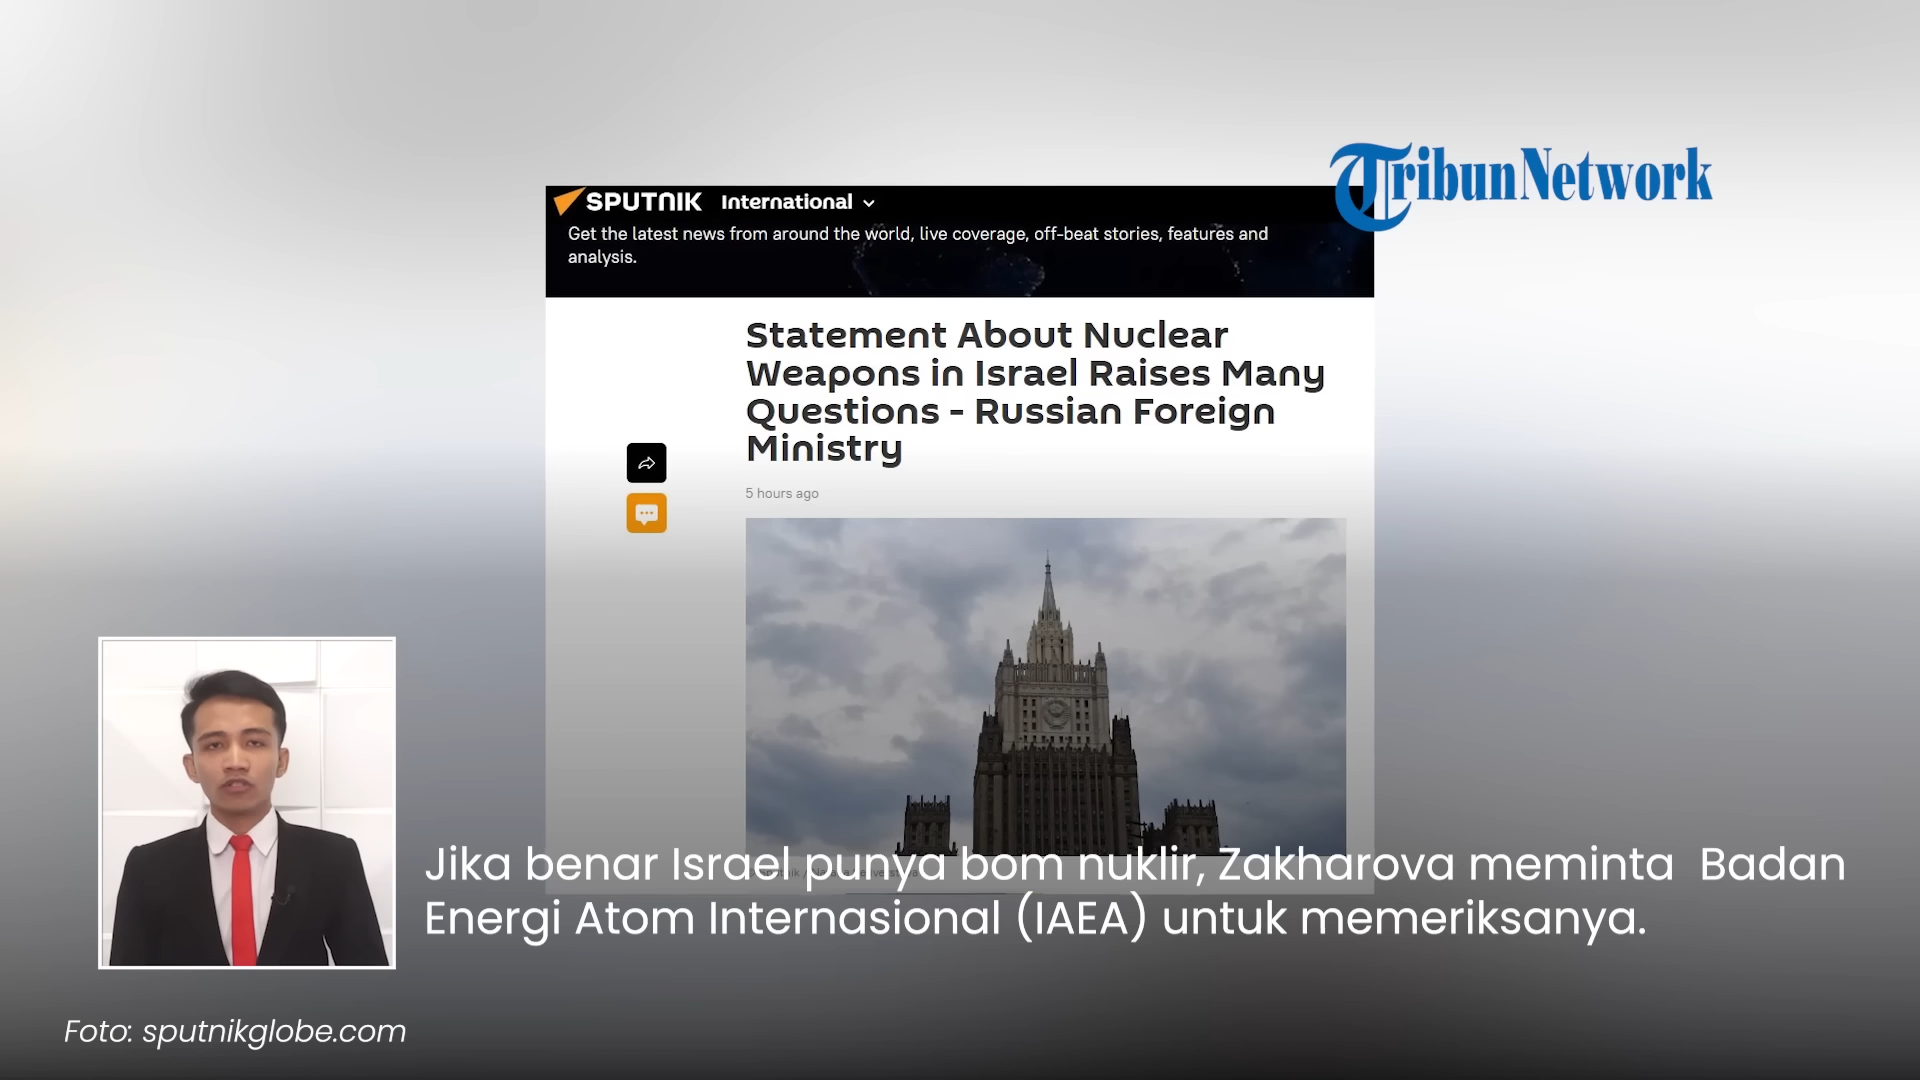 TribunNetwork
SPUTNIK International
Get the latest news from around the world, live coverage, off-beat stories, features and
analysis.
Statement About Nuclear
Weapons in Israel Raises Many
Questions - Russian Foreign
Ministry
5 hours ago
Jika benar Israel punya bom nuklir, Zakharova meminta Badan
Energi Atom Internasional (IAEA) untuk memeriksanya.
Foto: sputnikglobe.com